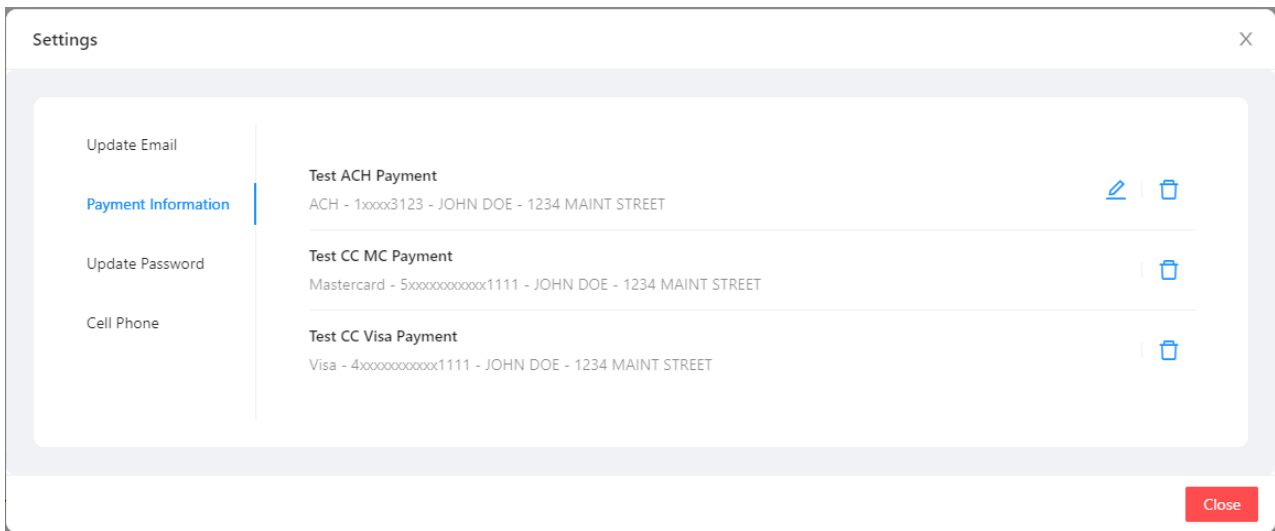 Settings
Update Email
Payment Information
Update Password
Cell Phone
Test ACH Payment
ACH - 1xxxx3123 - JOHN DOE - 1234 MAINT STREET
Test CC MC Payment
Mastercard - 5xxxxxxxxxxx1111 - JOHN DOE - 1234 MAINT STREET
Test CC Visa Payment
Visa - 4xxxxxxxxxxx1111 - JOHN DOE - 1234 MAINT STREET
Close